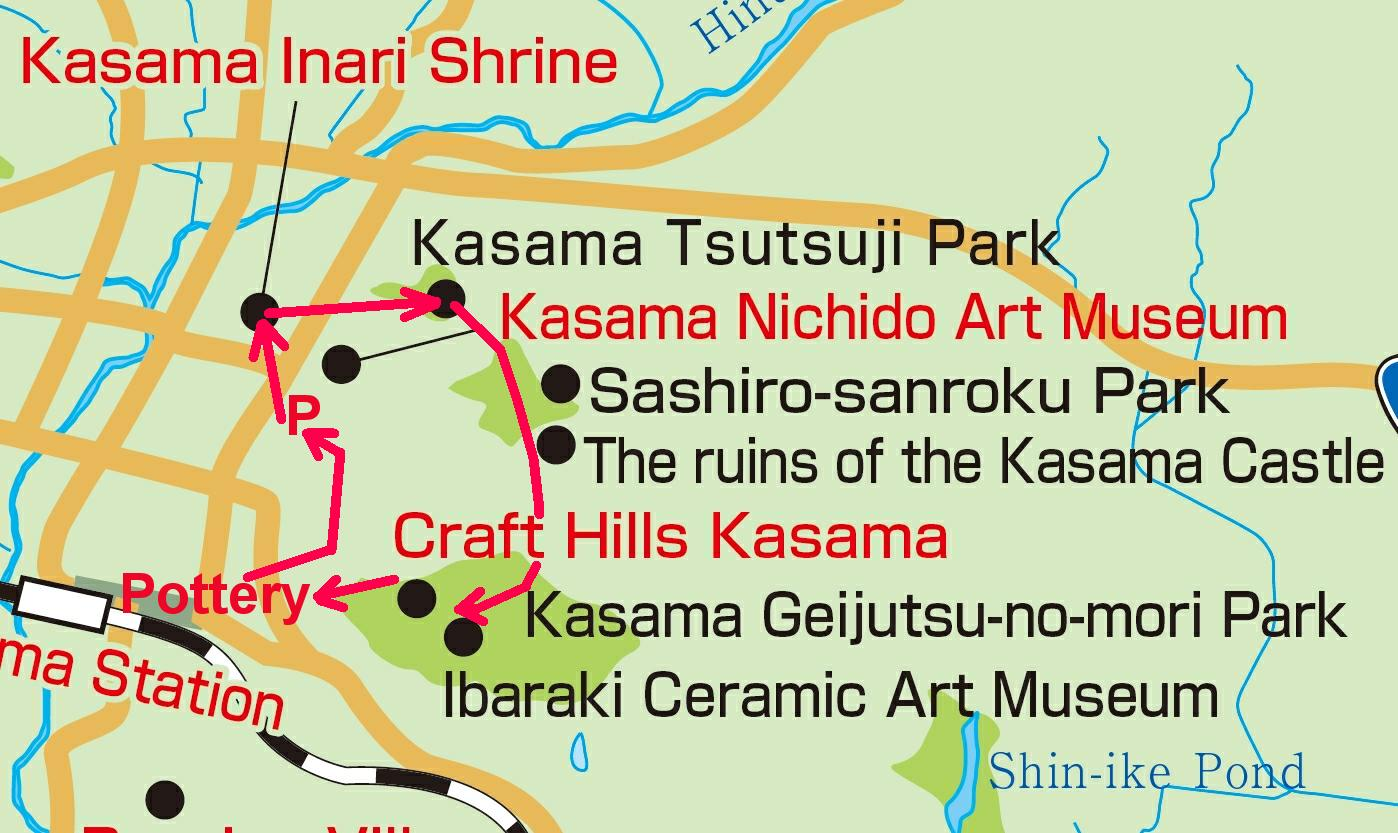 Kasama Inari Shrine
Kasama Tsutsuji Park
Kasama Nichido Art Museum
Sashiro-sanroku Park
P
The ruins of the Kasama Castle
Craft Hills Kasama
Pottery
Kasama Geijutsu-no-mori Park
Station
Ibaraki Ceramic Art Museum
Shin-ike Pond